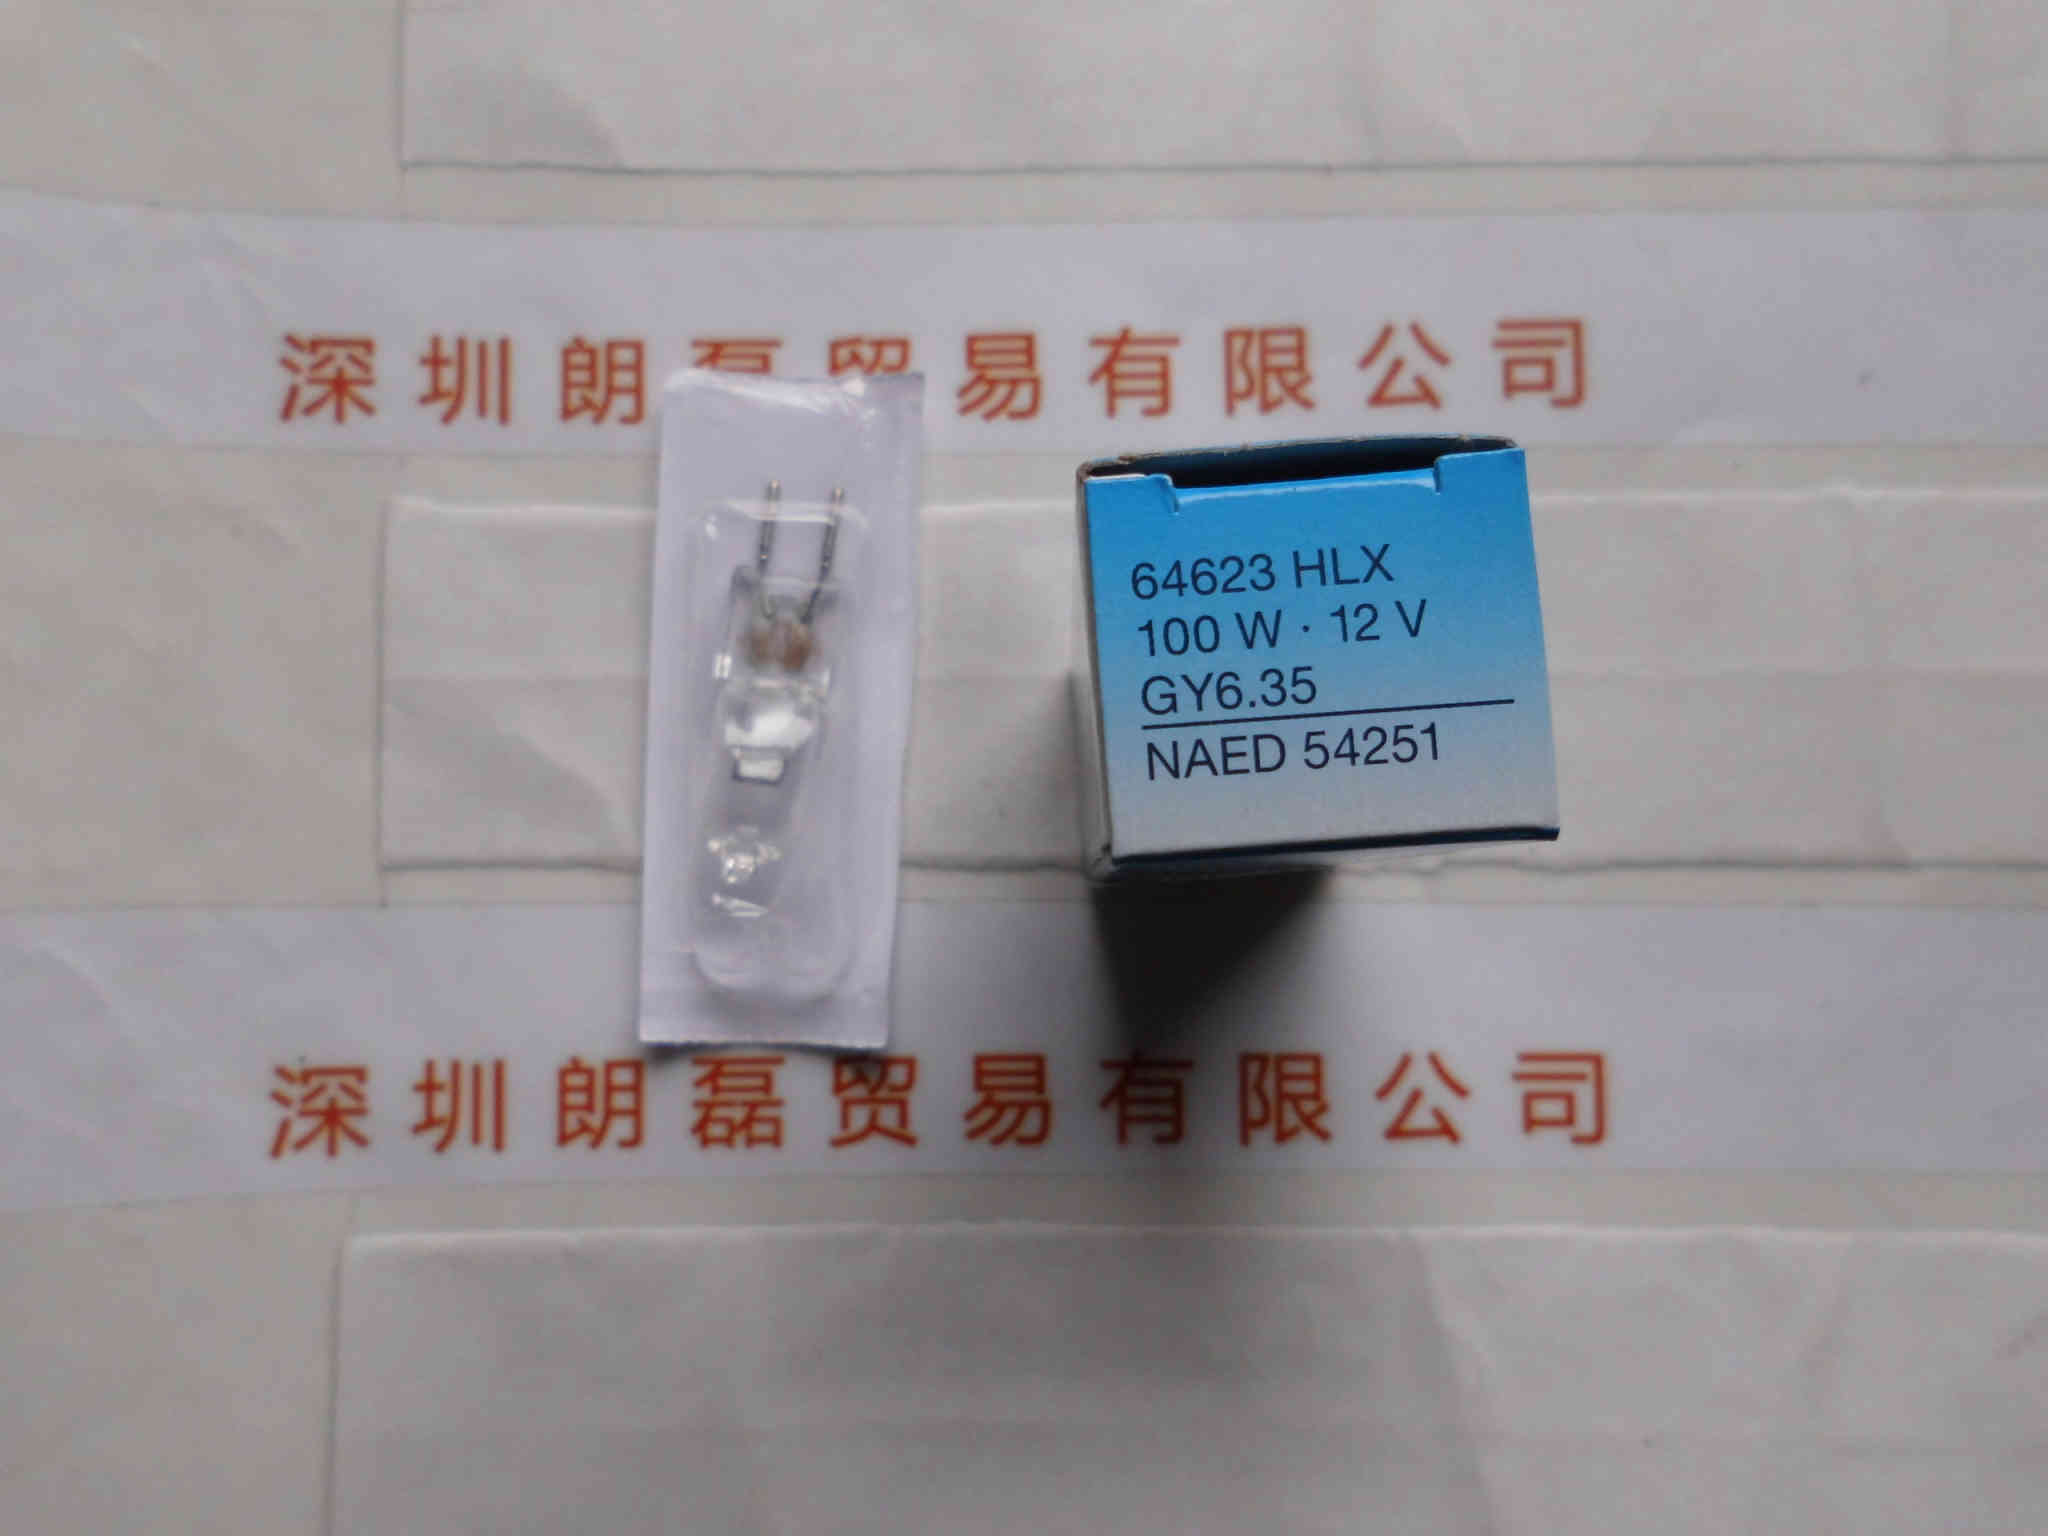 深圳朗磊贸易有限公司
64623 HLX
100 W · 12 V
GY6.35
NAED 54251
深圳朗磊贸易有限公司